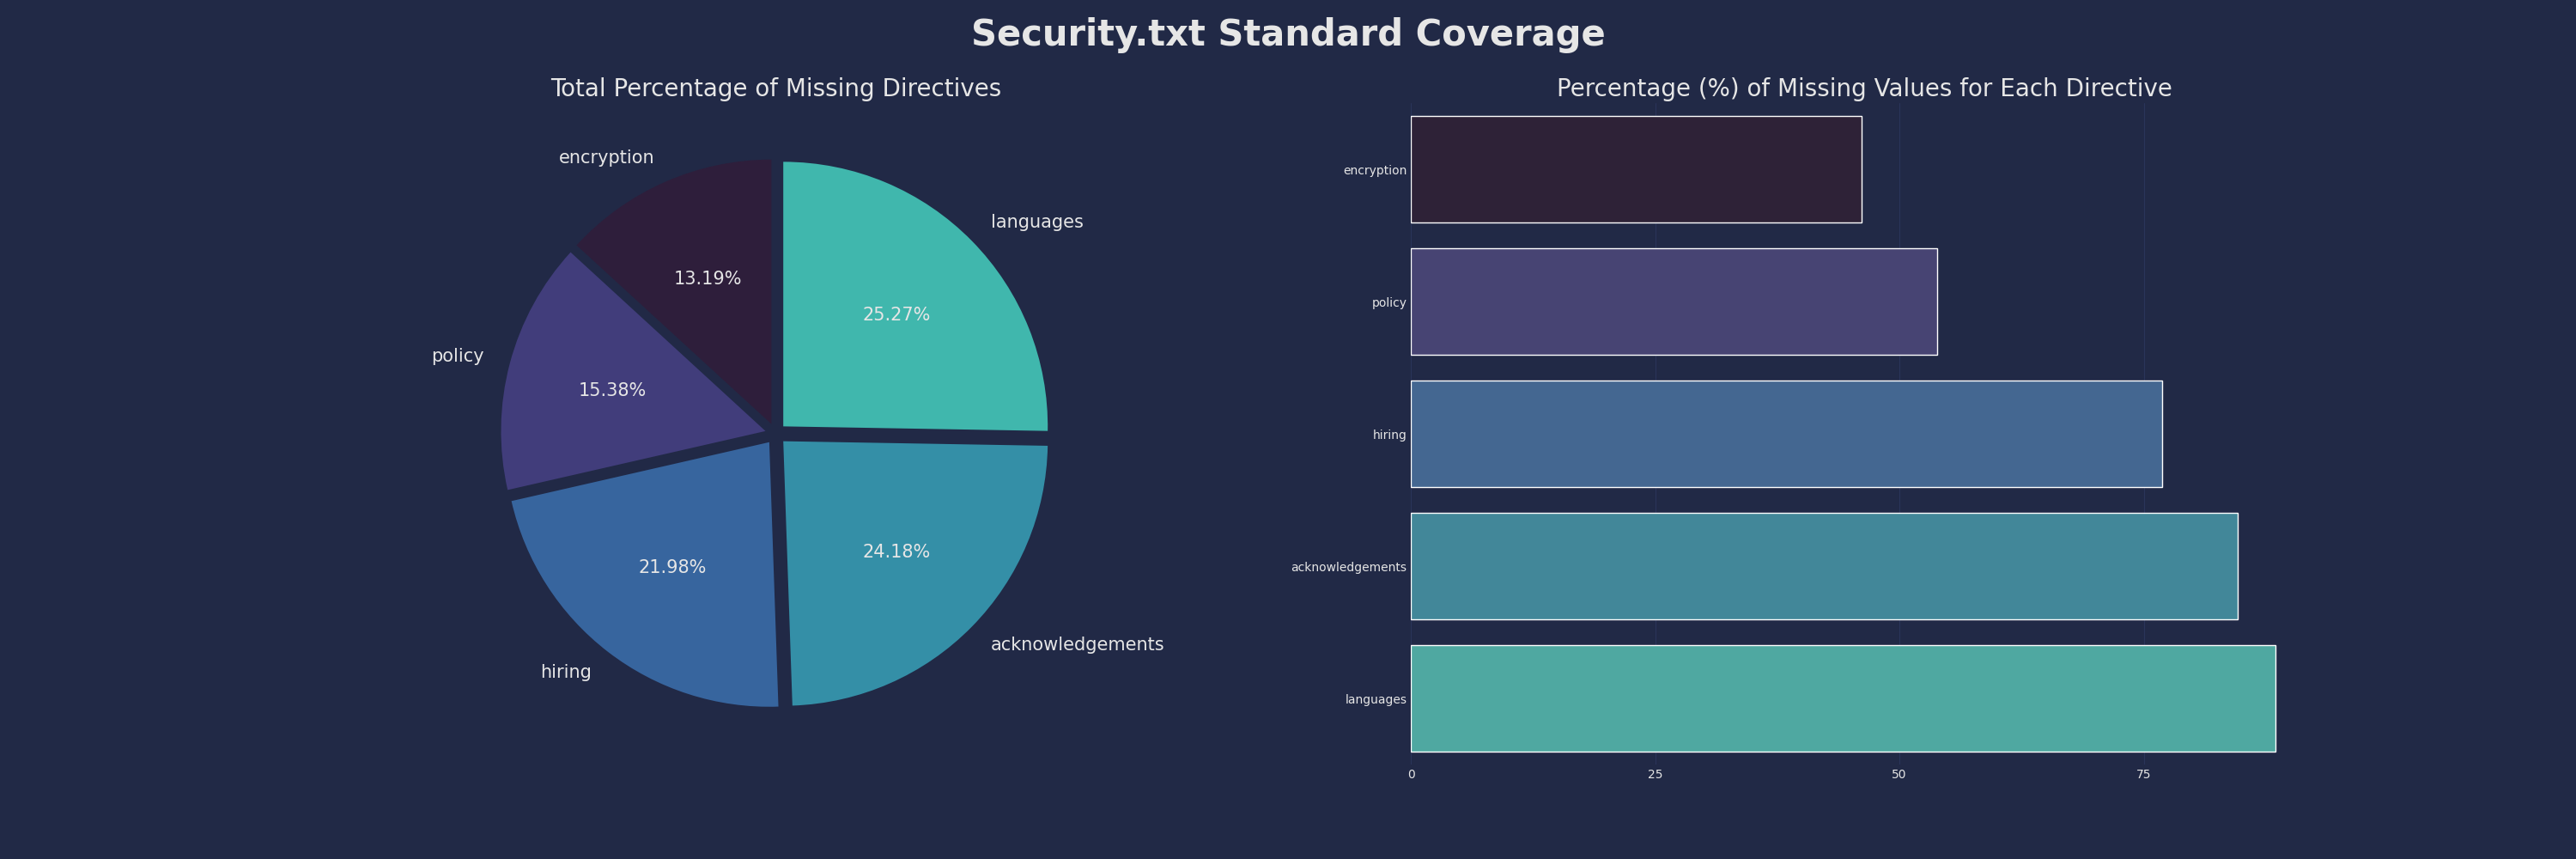 Security.txt Standard Coverage
Total Percentage of Missing Directives
encryption
languages
13.19%
25.27%
policy
15.38%
24.18%
21.98%
acknowledgements
hiring
Percentage (%) of Missing Values for Each Directive
encryption
policy
hiring
acknowledgements
languages
0 25 50 75